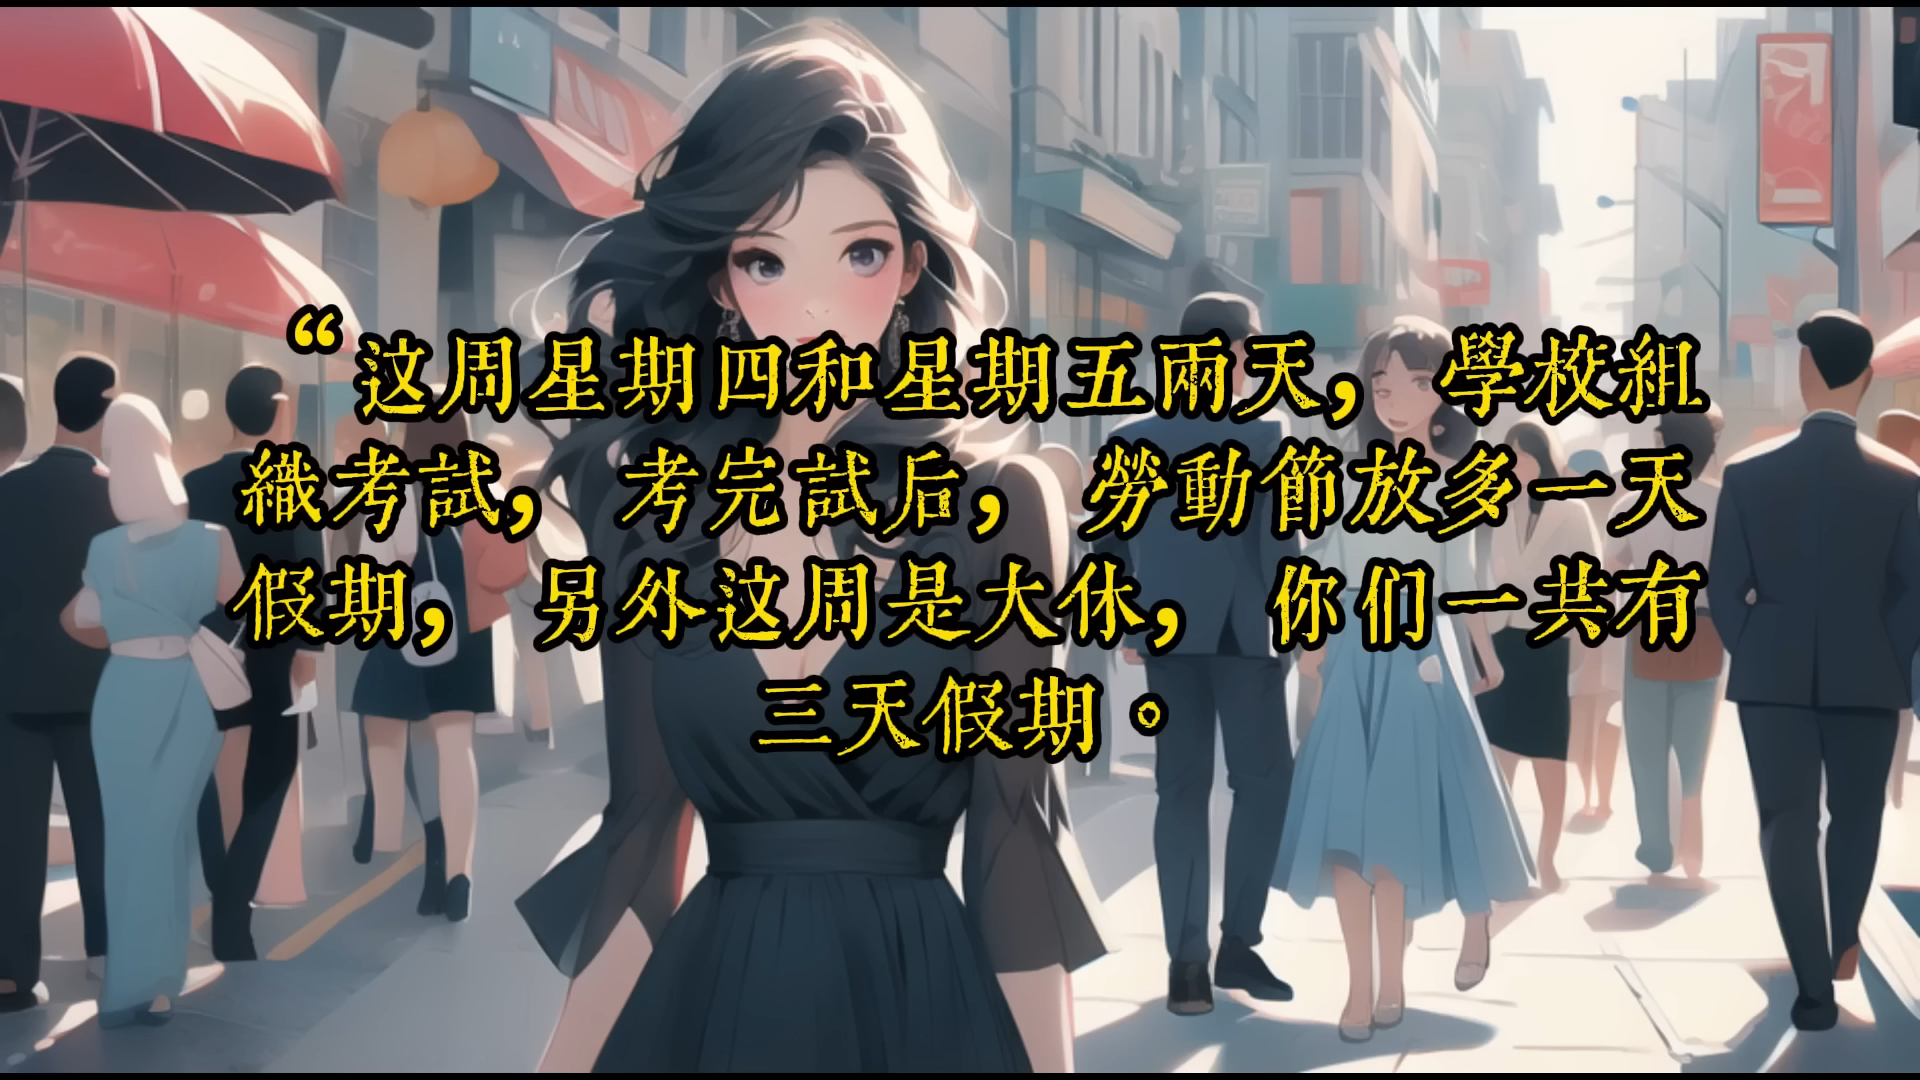 “这周星期四和星期五兩天，學校組
織考試，考完試后，勞動節放多一天
假期，另外这周是大休，你们一共有
三天假期。